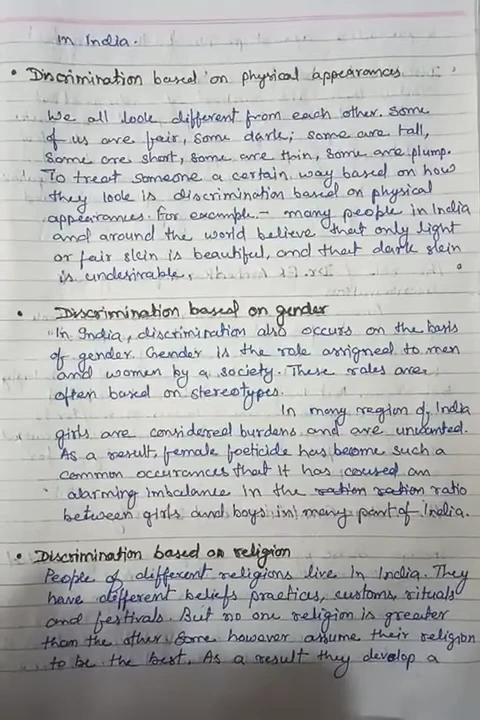 in India.
• Discrimination based on physical appearances.
We all look different from each other. Some
of us are fair, some dark; some are tall,
some are short, some are thin, some are plump.
To treat someone a certain way based on how
they look is discrimination based on physical
appearances. For example - many people in India
and around the world believe that only light
or fair skin is beautiful, and that dark skin
is undesirable.
• Discrimination based on gender
In India, discrimination also occurs on the basis
of gender. Gender is the role assigned to men
and women by a society. These roles are
often based on stereotypes.
In many region of India
girls are considered burdens and are unwanted.
As a result, female foeticide has become such a
common occurances that it has caused an
alarming imbalance in the ration ration ratio
between girls and boys in many part of India.
• Discrimination based on religion
People of different religions live in India. They
have different beliefs practices, customs, rituals
and festivals. But no one religion is greater
than the other. Some however assume their religion
to be the best. As a result they develop a